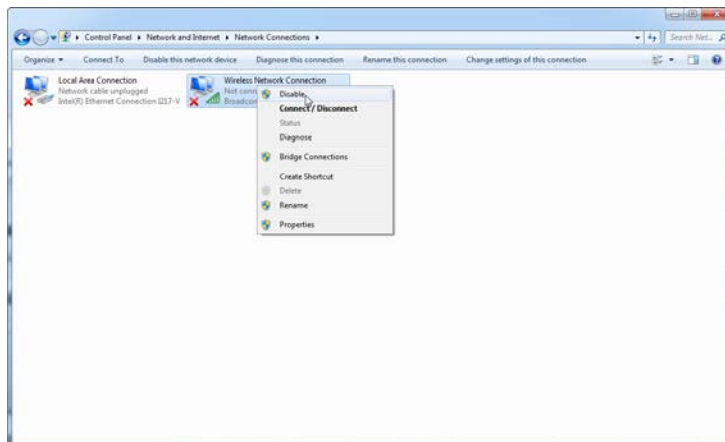 Control Panel ▸ Network and Internet ▸ Network Connections ▸
Search Net...
Organize
Connect To
Disable this network device
Diagnose this connection
Rename this connection
Change settings of this connection
Local Area Connection
Network cable unplugged
Intel(R) Ethernet Connection I217-V
Wireless Network Connection
Not conn
Broadcom
Disable
Connect / Disconnect
Status
Diagnose
Bridge Connections
Create Shortcut
Delete
Rename
Properties